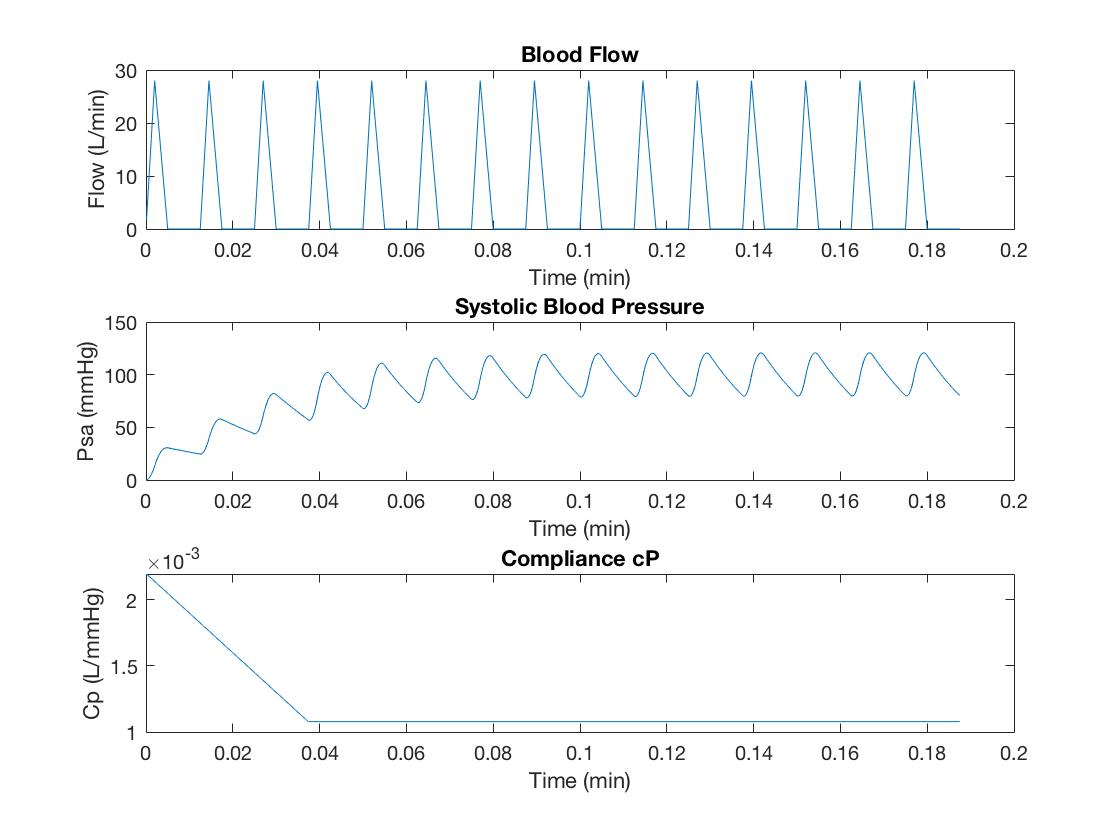 Blood Flow
30
20
10
0
Flow (L/min)
0 0.02 0.04 0.06 0.08 0.1 0.12 0.14 0.16 0.18 0.2
Time (min)
Systolic Blood Pressure
150
100
50
0
Psa (mmHg)
0 0.02 0.04 0.06 0.08 0.1 0.12 0.14 0.16 0.18 0.2
Time (min)
Compliance cP
×10-3
2
1.5
1
Cp (L/mmHg)
0 0.02 0.04 0.06 0.08 0.1 0.12 0.14 0.16 0.18 0.2
Time (min)